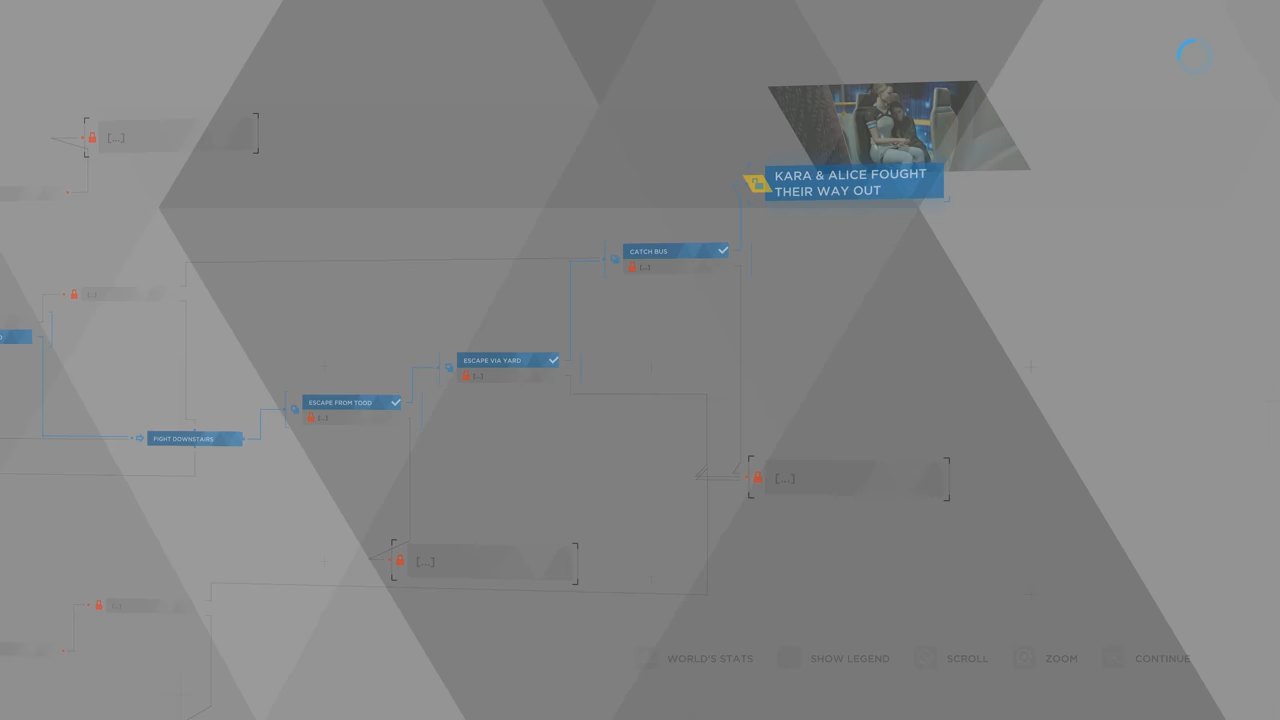 [...]
KARA & ALICE FOUGHT
THEIR WAY OUT
CATCH BUS
[...]
[...]
ESCAPE VIA YARD
[...]
ESCAPE FROM TODD
[...]
FIGHT DOWNSTAIRS
[...]
[...]
[...]
WORLD'S STATS
SHOW LEGEND
SCROLL
ZOOM
CONTINUE